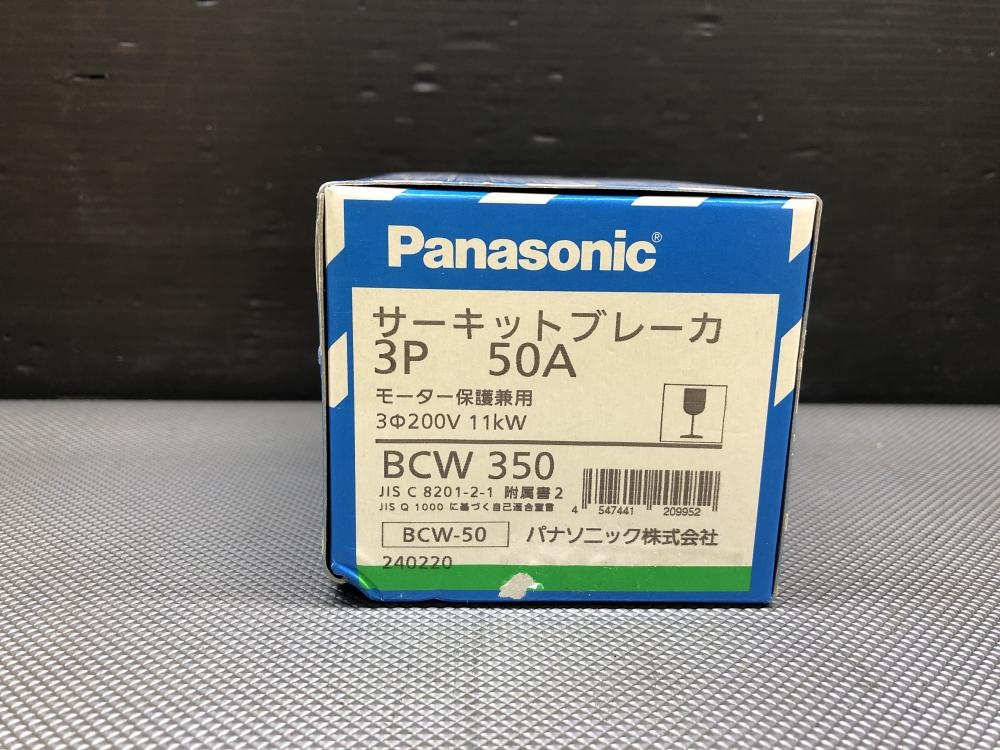 Panasonic®
サーキットブレーカ
3P 50A
モーター保護兼用
3Φ200V 11kW
BCW 350
JIS C 8201-2-1 附属書2
JIS Q 1000 に基づく自己適合宣言
4 547441 209952
BCW-50 パナソニック株式会社
240220